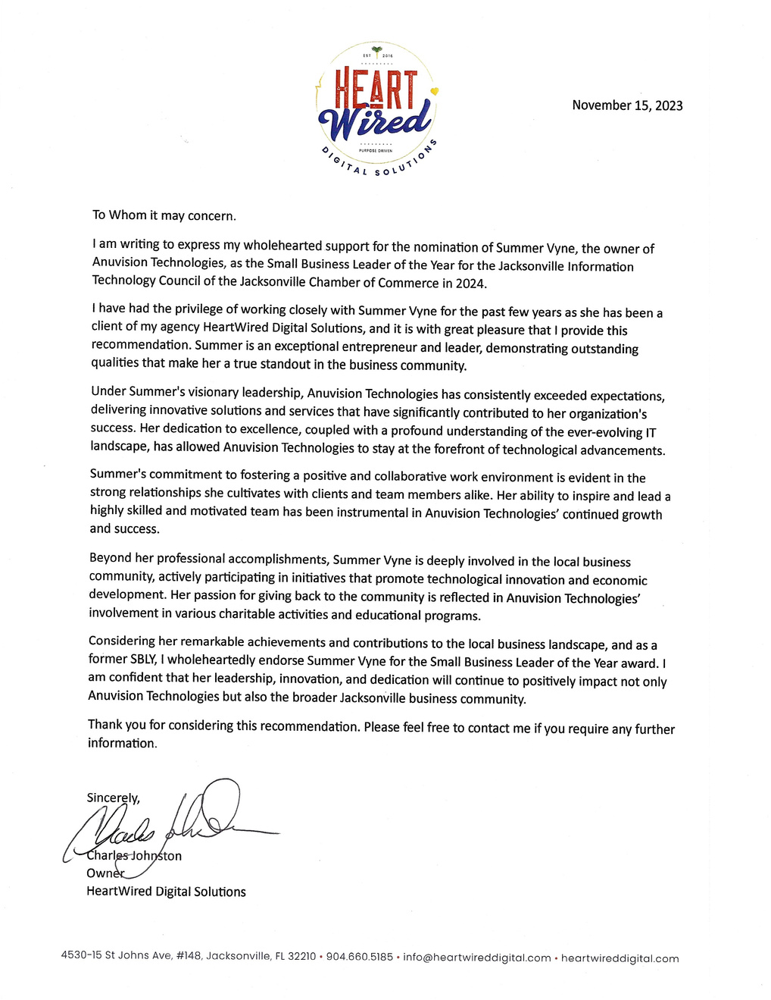 EST 2016
HEART
Wired
PURPOSE DRIVEN
DIGITAL SOLUTIONS
November 15, 2023
To Whom it may concern.
I am writing to express my wholehearted support for the nomination of Summer Vyne, the owner of
Anuvision Technologies, as the Small Business Leader of the Year for the Jacksonville Information
Technology Council of the Jacksonville Chamber of Commerce in 2024.
I have had the privilege of working closely with Summer Vyne for the past few years as she has been a
client of my agency HeartWired Digital Solutions, and it is with great pleasure that I provide this
recommendation. Summer is an exceptional entrepreneur and leader, demonstrating outstanding
qualities that make her a true standout in the business community.
Under Summer's visionary leadership, Anuvision Technologies has consistently exceeded expectations,
delivering innovative solutions and services that have significantly contributed to her organization's
success. Her dedication to excellence, coupled with a profound understanding of the ever-evolving IT
landscape, has allowed Anuvision Technologies to stay at the forefront of technological advancements.
Summer's commitment to fostering a positive and collaborative work environment is evident in the
strong relationships she cultivates with clients and team members alike. Her ability to inspire and lead a
highly skilled and motivated team has been instrumental in Anuvision Technologies’ continued growth
and success.
Beyond her professional accomplishments, Summer Vyne is deeply involved in the local business
community, actively participating in initiatives that promote technological innovation and economic
development. Her passion for giving back to the community is reflected in Anuvision Technologies’
involvement in various charitable activities and educational programs.
Considering her remarkable achievements and contributions to the local business landscape, and as a
former SBLY, I wholeheartedly endorse Summer Vyne for the Small Business Leader of the Year award. I
am confident that her leadership, innovation, and dedication will continue to positively impact not only
Anuvision Technologies but also the broader Jacksonville business community.
Thank you for considering this recommendation. Please feel free to contact me if you require any further
information.
Sincerely,
Charles Johnston
Charles Johnston
Owner
HeartWired Digital Solutions
4530-15 St Johns Ave, #148, Jacksonville, FL 32210 • 904.660.5185 • info@heartwireddigital.com • heartwireddigital.com